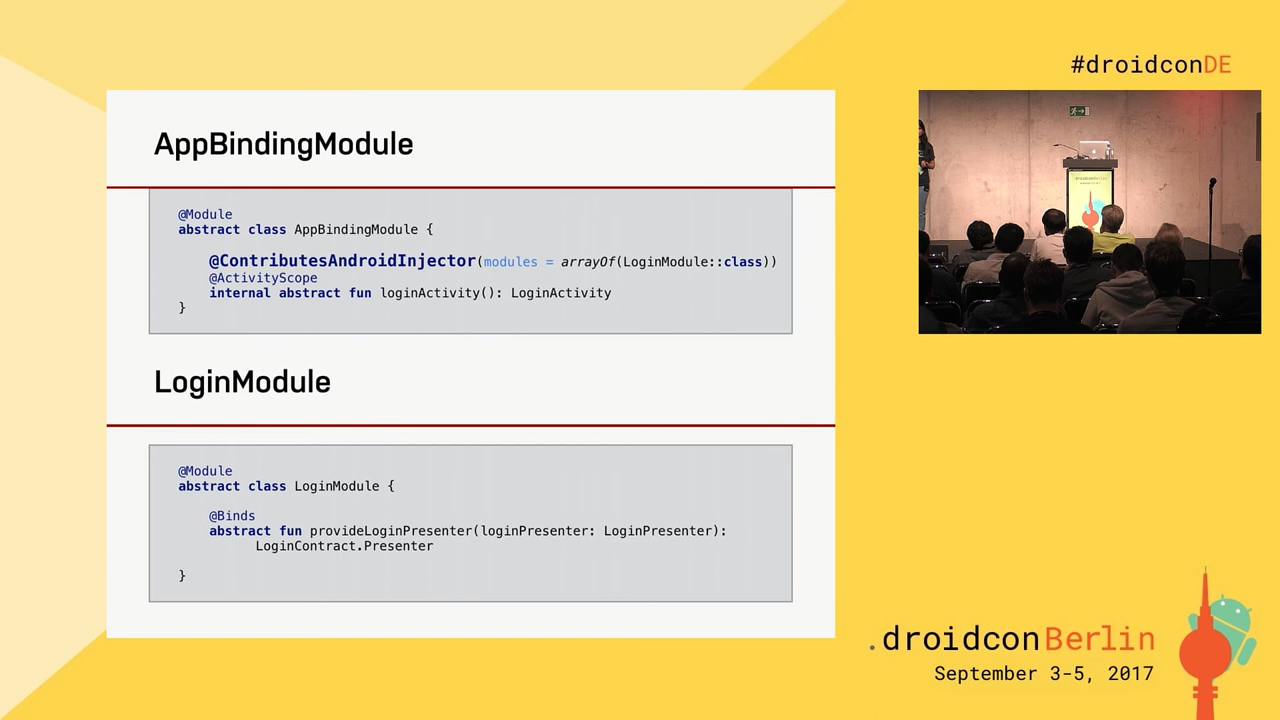 #droidconDE
AppBindingModule
@Module
abstract class AppBindingModule {
@ContributesAndroidInjector(modules = arrayOf(LoginModule::class))
@ActivityScope
internal abstract fun loginActivity(): LoginActivity
}
LoginModule
@Module
abstract class LoginModule {
@Binds
abstract fun provideLoginPresenter(loginPresenter: LoginPresenter):
LoginContract.Presenter
}
.droidconBerlin
September 3-5, 2017